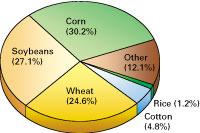 Corn
(30.2%)
Other
(12.1%)
Soybeans
(27.1%)
Wheat
(24.6%)
Rice (1.2%)
Cotton
(4.8%)